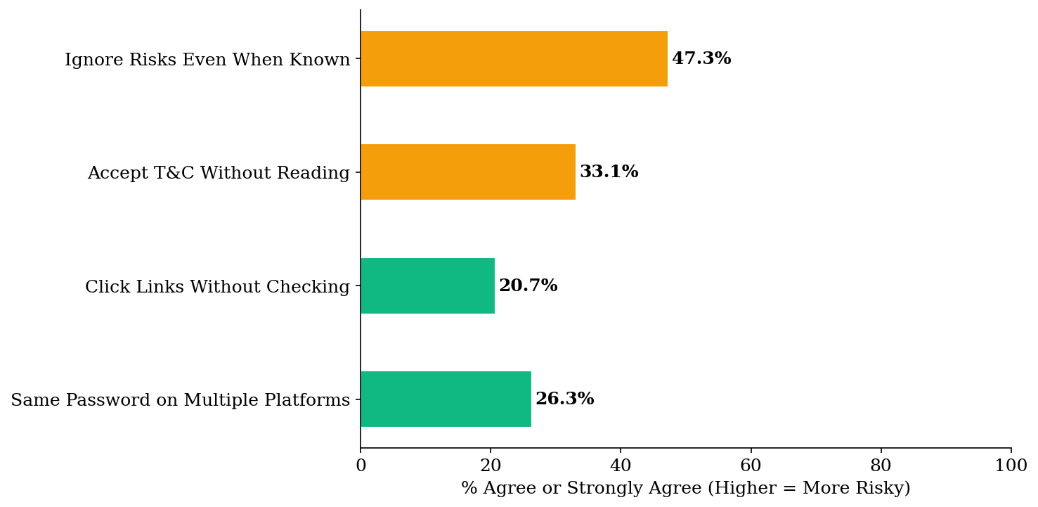 Ignore Risks Even When Known
47.3%
Accept T&C Without Reading
33.1%
Click Links Without Checking
20.7%
Same Password on Multiple Platforms
26.3%
0 20 40 60 80 100
% Agree or Strongly Agree (Higher = More Risky)